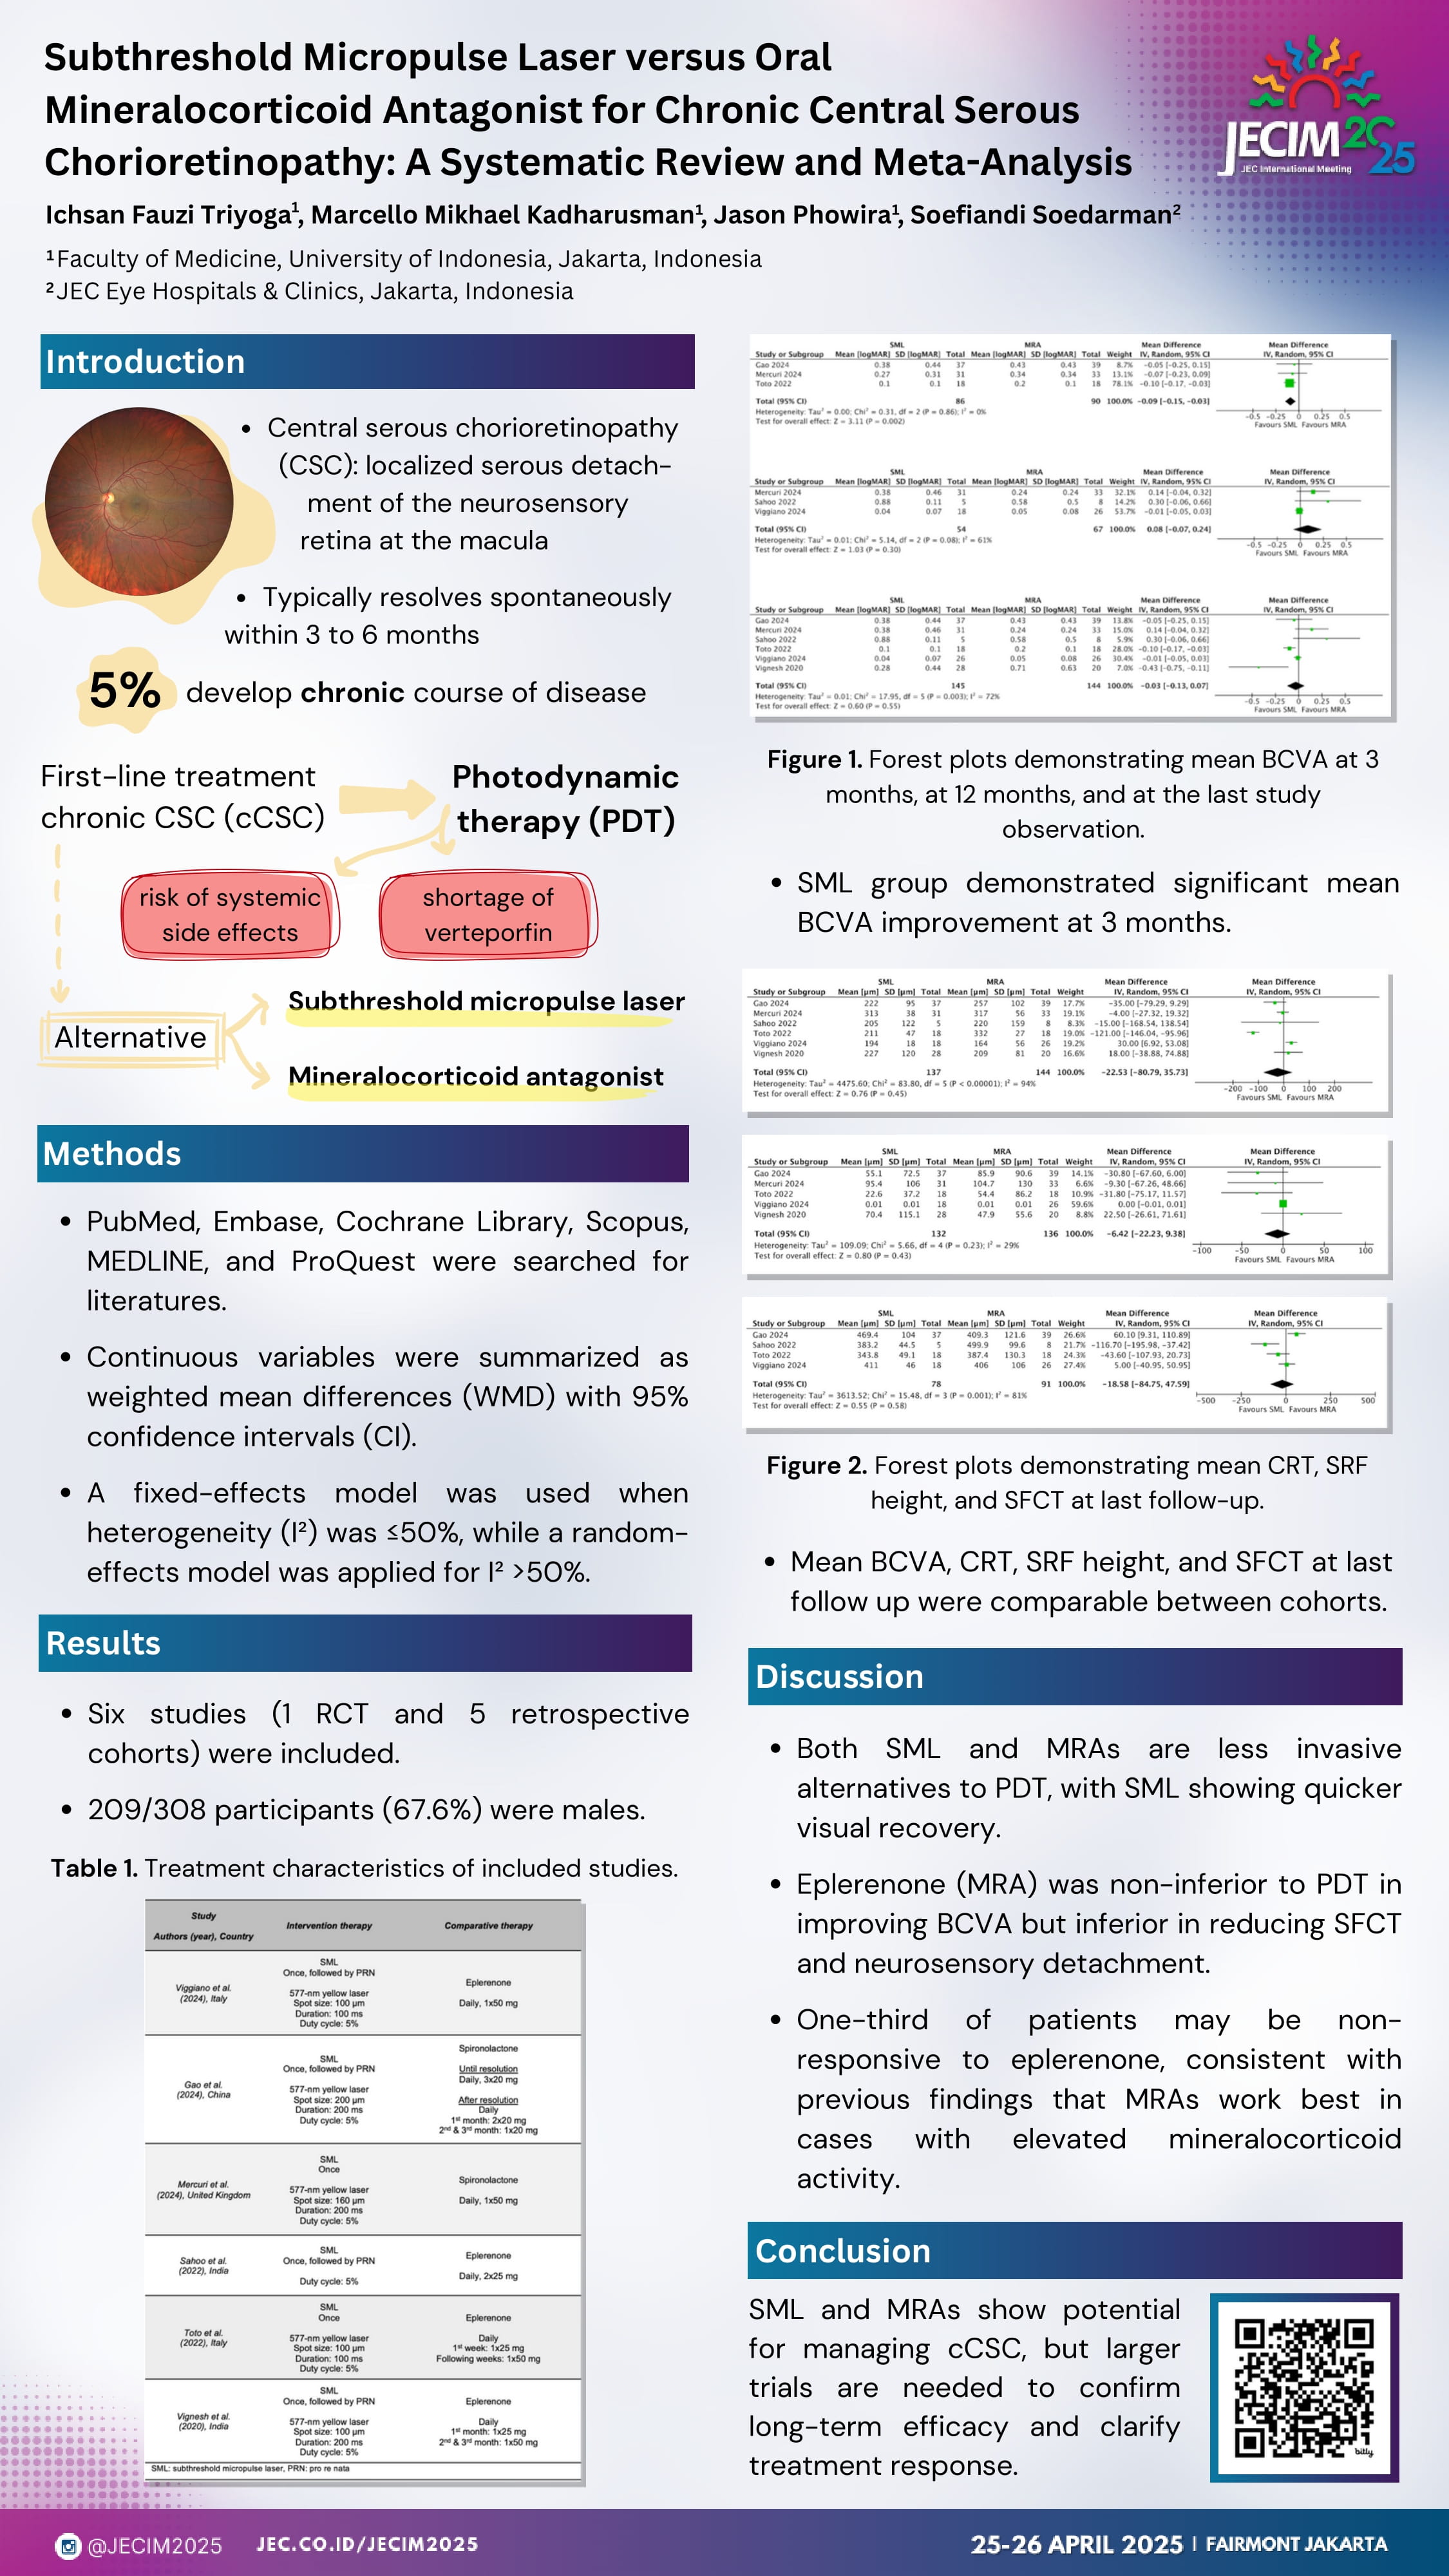 Subthreshold Micropulse Laser versus Oral
Mineralocorticoid Antagonist for Chronic Central Serous
Chorioretinopathy: A Systematic Review and Meta-Analysis
JECIM 2025
JEC International Meeting
Ichsan Fauzi Triyoga¹, Marcello Mikhael Kadharusman¹, Jason Phowira¹, Soefiandi Soedarman²
¹Faculty of Medicine, University of Indonesia, Jakarta, Indonesia
²JEC Eye Hospitals & Clinics, Jakarta, Indonesia
Introduction
• Central serous chorioretinopathy
(CSC): localized serous detach-
ment of the neurosensory
retina at the macula
• Typically resolves spontaneously
within 3 to 6 months
5% develop chronic course of disease
First-line treatment
chronic CSC (cCSC)
Photodynamic
therapy (PDT)
risk of systemic
side effects
shortage of
verteporfin
Alternative
Subthreshold micropulse laser
Mineralocorticoid antagonist
Methods
• PubMed, Embase, Cochrane Library, Scopus,
MEDLINE, and ProQuest were searched for
literatures.
• Continuous variables were summarized as
weighted mean differences (WMD) with 95%
confidence intervals (CI).
• A fixed-effects model was used when
heterogeneity (I²) was ≤50%, while a random-
effects model was applied for I² >50%.
Results
• Six studies (1 RCT and 5 retrospective
cohorts) were included.
• 209/308 participants (67.6%) were males.
Table 1. Treatment characteristics of included studies.
Study
Authors (year), Country
Intervention therapy
Comparative therapy
Viggiano et al.
(2024), Italy
SML
Once, followed by PRN
577-nm yellow laser
Spot size: 100 µm
Duration: 100 ms
Duty cycle: 5%
Eplerenone
Daily, 1x50 mg
Gao et al.
(2024), China
SML
Once, followed by PRN
577-nm yellow laser
Spot size: 200 µm
Duration: 200 ms
Duty cycle: 5%
Spironolactone
Until resolution
Daily, 3x20 mg
After resolution
Daily
1st month: 2x20 mg
2nd & 3rd month: 1x20 mg
Mercuri et al.
(2024), United Kingdom
SML
Once
577-nm yellow laser
Spot size: 160 µm
Duration: 200 ms
Duty cycle: 5%
Spironolactone
Daily, 1x50 mg
Sahoo et al.
(2022), India
SML
Once, followed by PRN
Duty cycle: 5%
Eplerenone
Daily, 2x25 mg
Toto et al.
(2022), Italy
SML
Once
577-nm yellow laser
Spot size: 100 µm
Duration: 100 ms
Duty cycle: 5%
Eplerenone
Daily
1st week: 1x25 mg
Following weeks: 1x50 mg
Vignesh et al.
(2020), India
SML
Once, followed by PRN
577-nm yellow laser
Spot size: 100 µm
Duration: 200 ms
Duty cycle: 5%
Eplerenone
Daily
1st month: 1x25 mg
2nd & 3rd month: 1x50 mg
SML: subthreshold micropulse laser, PRN: pro re nata
SML MRA Mean Difference Mean Difference
Study or Subgroup Mean [logMAR] SD [logMAR] Total Mean [logMAR] SD [logMAR] Total Weight IV, Random, 95% CI IV, Random, 95% CI
Gao 2024 0.38 0.44 37 0.43 0.43 39 8.7% -0.05 [-0.25, 0.15]
Mercuri 2024 0.27 0.31 31 0.34 0.34 33 13.1% -0.07 [-0.23, 0.09]
Toto 2022 0.1 0.1 18 0.2 0.1 18 78.1% -0.10 [-0.17, -0.03]
Total (95% CI) 86 90 100.0% -0.09 [-0.15, -0.03]
Heterogeneity: Tau² = 0.00; Chi² = 0.31, df = 2 (P = 0.86); I² = 0%
Test for overall effect: Z = 3.11 (P = 0.002)
-0.5 -0.25 0 0.25 0.5
Favours SML Favours MRA
SML MRA Mean Difference Mean Difference
Study or Subgroup Mean [logMAR] SD [logMAR] Total Mean [logMAR] SD [logMAR] Total Weight IV, Random, 95% CI IV, Random, 95% CI
Mercuri 2024 0.38 0.46 31 0.24 0.24 33 32.1% 0.14 [-0.04, 0.32]
Sahoo 2022 0.88 0.11 5 0.58 0.5 8 14.2% 0.30 [-0.06, 0.66]
Viggiano 2024 0.04 0.07 18 0.05 0.08 26 53.7% -0.01 [-0.05, 0.03]
Total (95% CI) 54 67 100.0% 0.08 [-0.07, 0.24]
Heterogeneity: Tau² = 0.01; Chi² = 5.14, df = 2 (P = 0.08); I² = 61%
Test for overall effect: Z = 1.03 (P = 0.30)
-0.5 -0.25 0 0.25 0.5
Favours SML Favours MRA
SML MRA Mean Difference Mean Difference
Study or Subgroup Mean [logMAR] SD [logMAR] Total Mean [logMAR] SD [logMAR] Total Weight IV, Random, 95% CI IV, Random, 95% CI
Gao 2024 0.38 0.44 37 0.43 0.43 39 13.8% -0.05 [-0.25, 0.15]
Mercuri 2024 0.38 0.46 31 0.24 0.24 33 15.0% 0.14 [-0.04, 0.32]
Sahoo 2022 0.88 0.11 5 0.58 0.5 8 5.9% 0.30 [-0.06, 0.66]
Toto 2022 0.1 0.1 18 0.2 0.1 18 28.0% -0.10 [-0.17, -0.03]
Viggiano 2024 0.04 0.07 26 0.05 0.08 26 30.4% -0.01 [-0.05, 0.03]
Vignesh 2020 0.28 0.44 28 0.71 0.63 20 7.0% -0.43 [-0.75, -0.11]
Total (95% CI) 145 144 100.0% -0.03 [-0.13, 0.07]
Heterogeneity: Tau² = 0.01; Chi² = 17.95, df = 5 (P = 0.003); I² = 72%
Test for overall effect: Z = 0.60 (P = 0.55)
-0.5 -0.25 0 0.25 0.5
Favours SML Favours MRA
Figure 1. Forest plots demonstrating mean BCVA at 3
months, at 12 months, and at the last study
observation.
• SML group demonstrated significant mean
BCVA improvement at 3 months.
SML MRA Mean Difference Mean Difference
Study or Subgroup Mean [µm] SD [µm] Total Mean [µm] SD [µm] Total Weight IV, Random, 95% CI IV, Random, 95% CI
Gao 2024 222 95 37 257 102 39 17.7% -35.00 [-79.29, 9.29]
Mercuri 2024 313 38 31 317 56 33 19.1% -4.00 [-27.32, 19.32]
Sahoo 2022 205 122 5 220 159 8 8.3% -15.00 [-168.54, 138.54]
Toto 2022 211 47 18 332 27 18 19.0% -121.00 [-146.04, -95.96]
Viggiano 2024 194 18 18 164 56 26 19.2% 30.00 [6.92, 53.08]
Vignesh 2020 227 120 28 209 81 20 16.6% 18.00 [-38.88, 74.88]
Total (95% CI) 137 144 100.0% -22.53 [-80.79, 35.73]
Heterogeneity: Tau² = 4475.60; Chi² = 83.80, df = 5 (P < 0.00001); I² = 94%
Test for overall effect: Z = 0.76 (P = 0.45)
-200 -100 0 100 200
Favours SML Favours MRA
SML MRA Mean Difference Mean Difference
Study or Subgroup Mean [µm] SD [µm] Total Mean [µm] SD [µm] Total Weight IV, Random, 95% CI IV, Random, 95% CI
Gao 2024 55.1 72.5 37 85.9 90.6 39 14.1% -30.80 [-67.60, 6.00]
Mercuri 2024 95.4 106 31 104.7 130 33 6.6% -9.30 [-67.26, 48.66]
Toto 2022 22.6 37.2 18 54.4 86.2 18 10.9% -31.80 [-75.17, 11.57]
Viggiano 2024 0.01 0.01 18 0.01 0.01 26 59.6% 0.00 [-0.01, 0.01]
Vignesh 2020 70.4 115.1 28 47.9 55.6 20 8.8% 22.50 [-26.61, 71.61]
Total (95% CI) 132 136 100.0% -6.42 [-22.23, 9.38]
Heterogeneity: Tau² = 109.09; Chi² = 5.66, df = 4 (P = 0.23); I² = 29%
Test for overall effect: Z = 0.80 (P = 0.43)
-100 -50 0 50 100
Favours SML Favours MRA
SML MRA Mean Difference Mean Difference
Study or Subgroup Mean [µm] SD [µm] Total Mean [µm] SD [µm] Total Weight IV, Random, 95% CI IV, Random, 95% CI
Gao 2024 469.4 104 37 409.3 121.6 39 26.6% 60.10 [9.31, 110.89]
Sahoo 2022 383.2 44.5 5 499.9 99.6 8 21.7% -116.70 [-195.98, -37.42]
Toto 2022 343.8 49.1 18 387.4 130.3 18 24.3% -43.60 [-107.93, 20.73]
Viggiano 2024 411 46 18 406 106 26 27.4% 5.00 [-40.95, 50.95]
Total (95% CI) 78 91 100.0% -18.58 [-84.75, 47.59]
Heterogeneity: Tau² = 3613.52; Chi² = 15.48, df = 3 (P = 0.001); I² = 81%
Test for overall effect: Z = 0.55 (P = 0.58)
-500 -250 0 250 500
Favours SML Favours MRA
Figure 2. Forest plots demonstrating mean CRT, SRF
height, and SFCT at last follow-up.
• Mean BCVA, CRT, SRF height, and SFCT at last
follow up were comparable between cohorts.
Discussion
• Both SML and MRAs are less invasive
alternatives to PDT, with SML showing quicker
visual recovery.
• Eplerenone (MRA) was non-inferior to PDT in
improving BCVA but inferior in reducing SFCT
and neurosensory detachment.
• One-third of patients may be non-
responsive to eplerenone, consistent with
previous findings that MRAs work best in
cases with elevated mineralocorticoid
activity.
Conclusion
SML and MRAs show potential
for managing cCSC, but larger
trials are needed to confirm
long-term efficacy and clarify
treatment response.
bitly
@JECIM2025 JEC.CO.ID/JECIM2025
25-26 APRIL 2025 | FAIRMONT JAKARTA